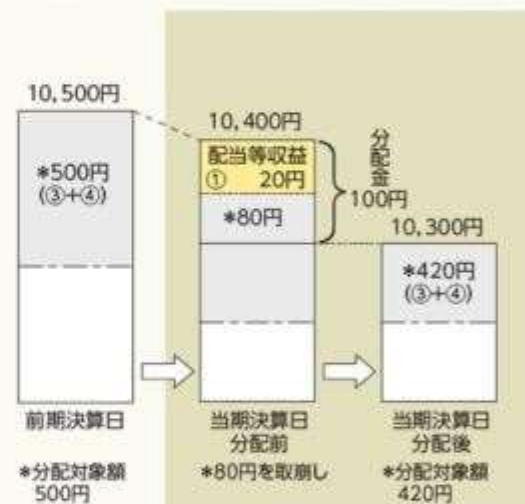 10,500円
*500円
(③+④)
前期決算日
*分配対象額
500円
10,400円
配当等収益
① 20円
*80円
分配金
100円
当期決算日
分配前
*80円を取崩し
10,300円
*420円
(③+④)
当期決算日
分配後
*分配対象額
420円